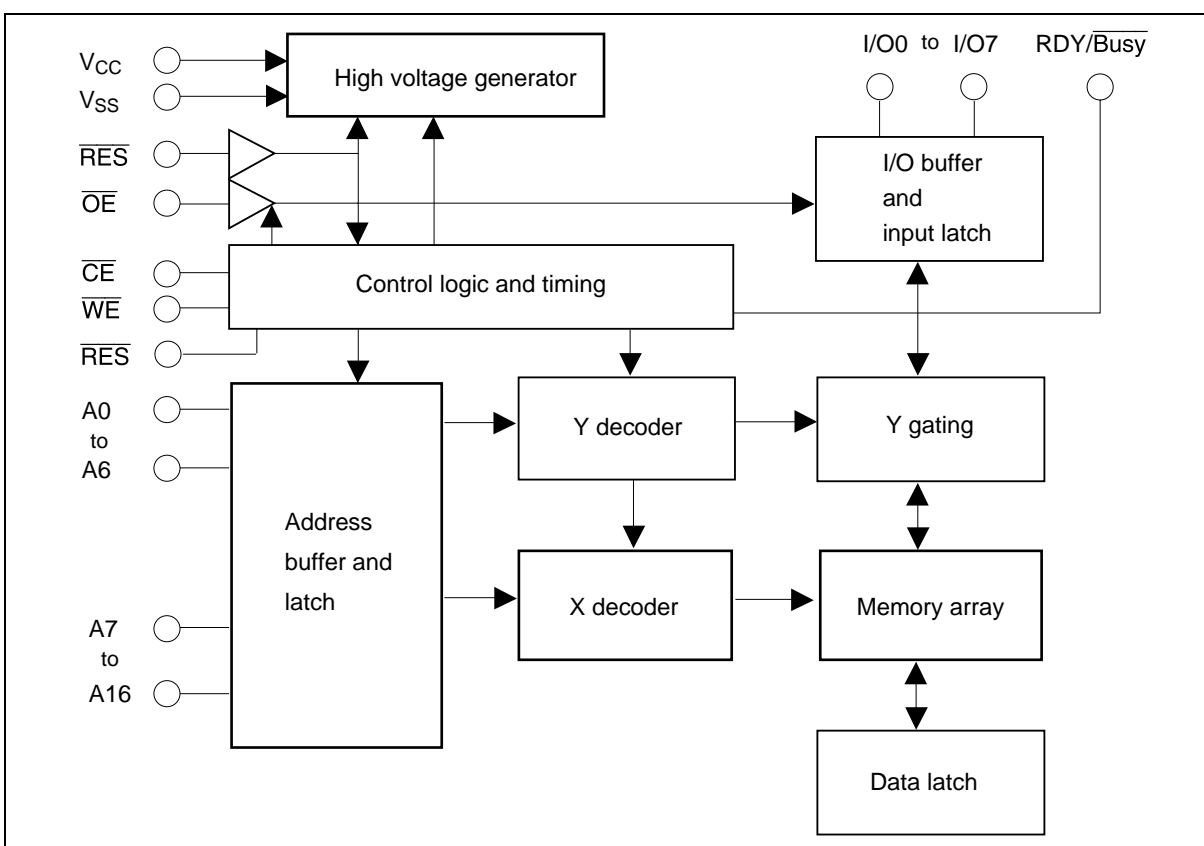 VCC
VSS
RES
OE
CE
WE
RES
A0
to
A6
A7
to
A16
High voltage generator
I/O0 to I/O7
RDY/Busy
I/O buffer
and
input latch
Control logic and timing
Address
buffer and
latch
Y decoder
Y gating
X decoder
Memory array
Data latch